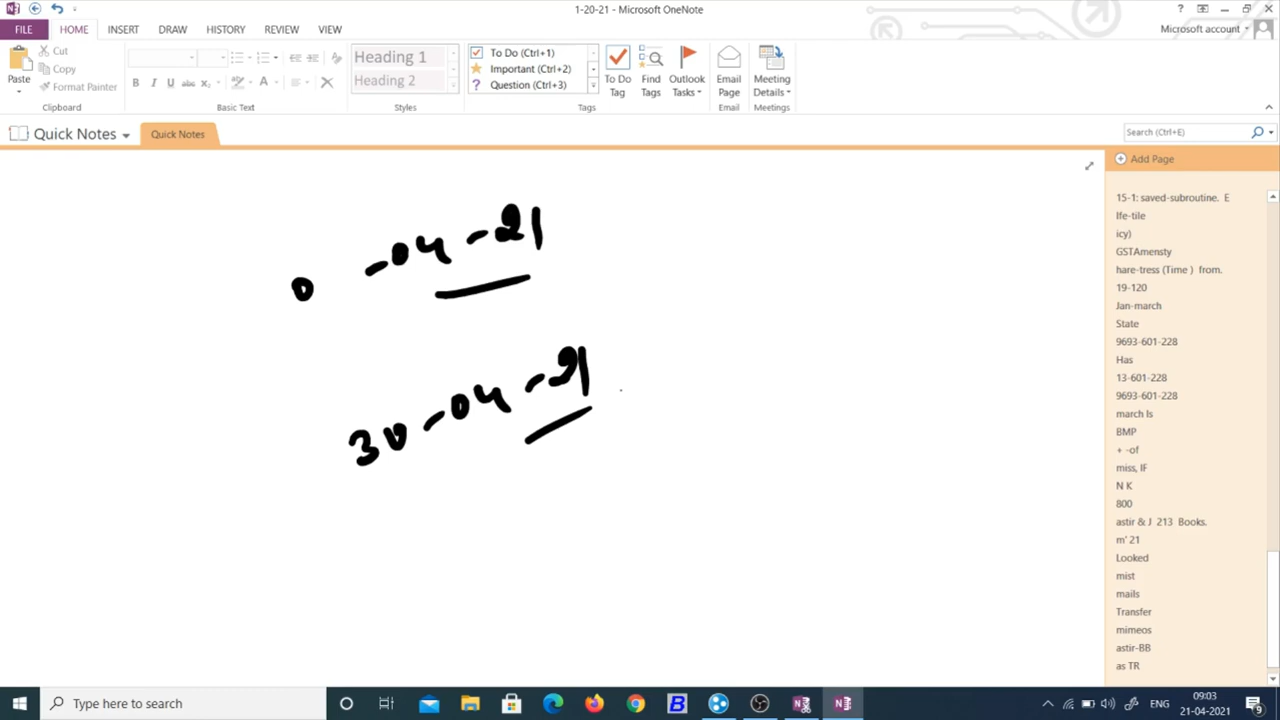 1-20-21 - Microsoft OneNote
?
FILE HOME INSERT DRAW HISTORY REVIEW VIEW
Microsoft account
Paste
Cut
Copy
Format Painter
Clipboard
B I U abc X₂ A
Basic Text
Heading 1
Heading 2
Styles
To Do (Ctrl+1)
Important (Ctrl+2)
? Question (Ctrl+3)
To Do Tag
Find Tags
Outlook Tasks
Tags
Email Page
Email
Meeting Details
Meetings
Quick Notes
Quick Notes
Search (Ctrl+E)
Add Page
0 -04 -21
30 -04 -21
15-1: saved-subroutine. E
Ife-tile
icy)
GSTAmensty
hare-tress (Time ) from.
19-120
Jan-march
State
9693-601-228
Has
13-601-228
9693-601-228
march Is
BMP
+ -of
miss, IF
N K
800
astir & J 213 Books.
m' 21
Looked
mist
mails
Transfer
mimeos
astir-BB
as TR
Type here to search
B
ENG
09:03
21-04-2021
9